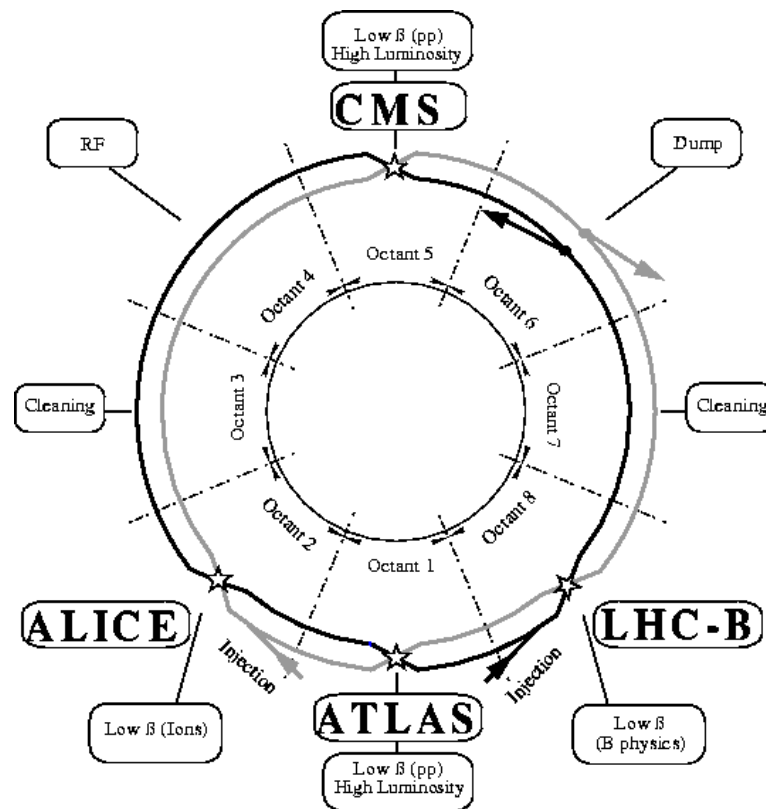 Low ß (pp)
High Luminosity
CMS
RF
Dump
Octant 5
Octant 4
Octant 6
Cleaning
Octant 3
Octant 7
Cleaning
Octant 2
Octant 8
Octant 1
ALICE
LHC-B
Injection
Injection
Low ß (Ions)
ATLAS
Low ß
(B physics)
Low ß (pp)
High Luminosity